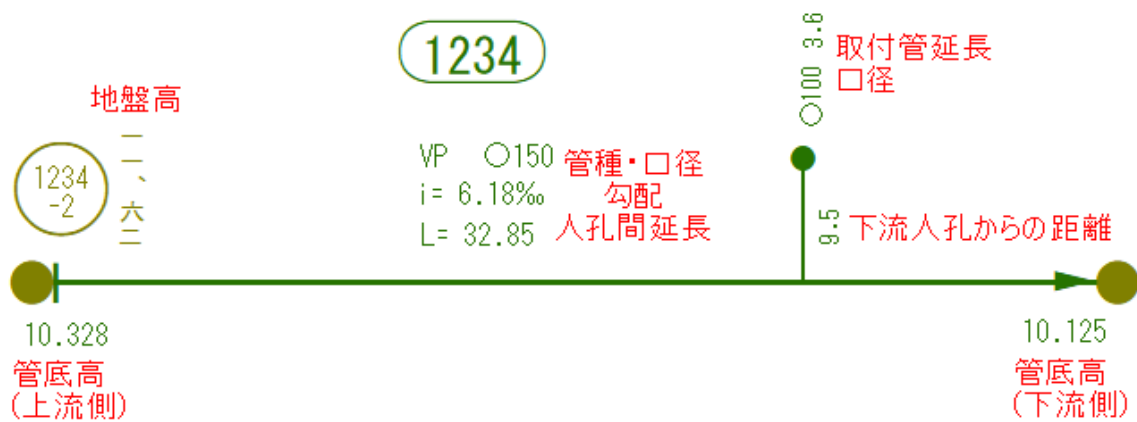 1234
取付管延長
口径
○100 3.6
地盤高
一一、六二
1234
-2
VP ○150
管種・口径
i= 6.18‰
勾配
L= 32.85
人孔間延長
9.5
下流人孔からの距離
10.328
管底高
(上流側)
10.125
管底高
(下流側)